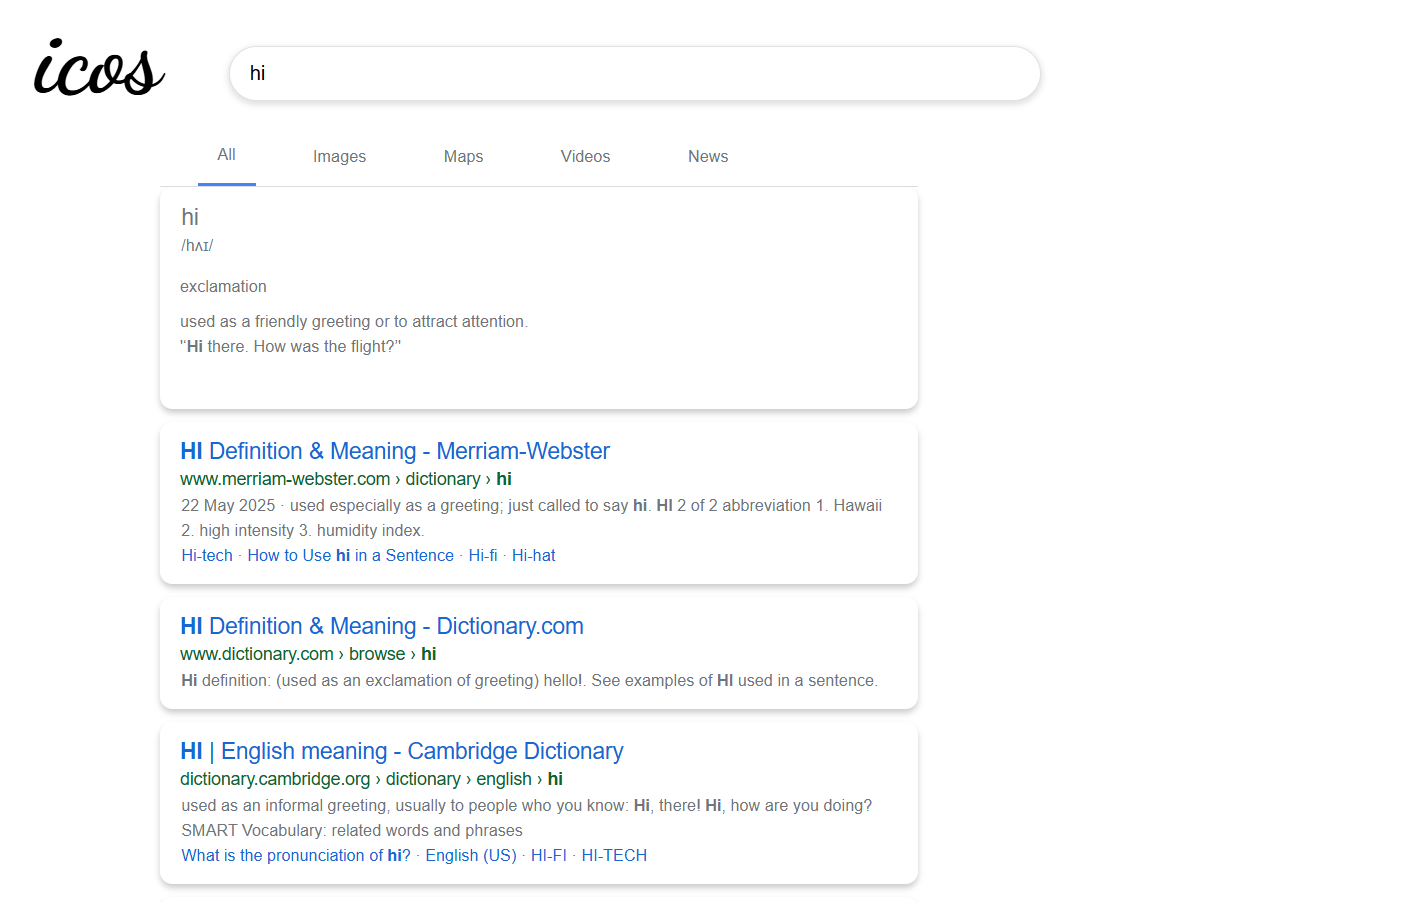 icos
hi
All Images Maps Videos News
hi
/hʌɪ/
exclamation
used as a friendly greeting or to attract attention.
"Hi there. How was the flight?"
HI Definition & Meaning - Merriam-Webster
www.merriam-webster.com › dictionary › hi
22 May 2025 · used especially as a greeting; just called to say hi. HI 2 of 2 abbreviation 1. Hawaii
2. high intensity 3. humidity index.
Hi-tech · How to Use hi in a Sentence · Hi-fi · Hi-hat
HI Definition & Meaning - Dictionary.com
www.dictionary.com › browse › hi
Hi definition: (used as an exclamation of greeting) hello!. See examples of HI used in a sentence.
HI | English meaning - Cambridge Dictionary
dictionary.cambridge.org › dictionary › english › hi
used as an informal greeting, usually to people who you know: Hi, there! Hi, how are you doing?
SMART Vocabulary: related words and phrases
What is the pronunciation of hi? · English (US) · HI-FI · HI-TECH